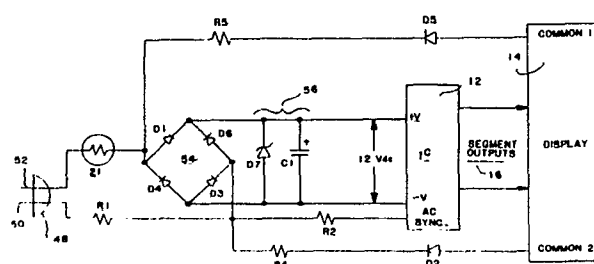 R5
D5
COMMON 1
14
12
56
D1
D6
+V
21
52
54
D7
C1
+
12 Vdc
IC
SEGMENT OUTPUTS
16
DISPLAY
D4
D3
-V
AC SYNC.
50
48
R1
R2
COMMON 2